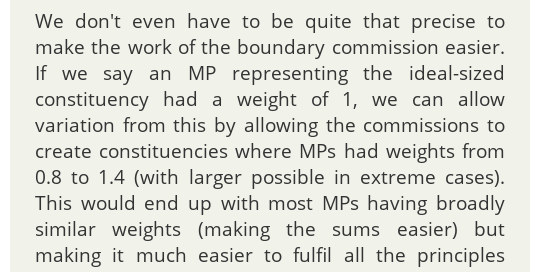 We don't even have to be quite that precise to
make the work of the boundary commission easier.
If we say an MP representing the ideal-sized
constituency had a weight of 1, we can allow
variation from this by allowing the commissions to
create constituencies where MPs had weights from
0.8 to 1.4 (with larger possible in extreme cases).
This would end up with most MPs having broadly
similar weights (making the sums easier) but
making it much easier to fulfil all the principles